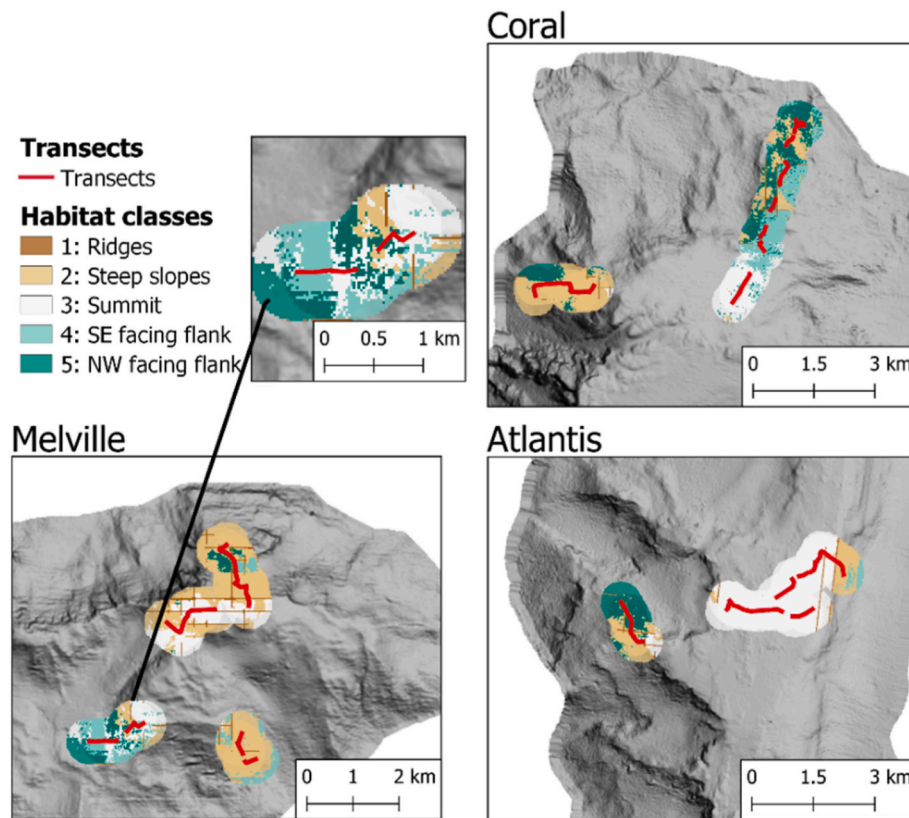 Coral
Transects
Transects
Habitat classes
1: Ridges
2: Steep slopes
3: Summit
4: SE facing flank
5: NW facing flank
0 0.5 1 km
0 1.5 3 km
Melville
Atlantis
0 1 2 km
0 1.5 3 km